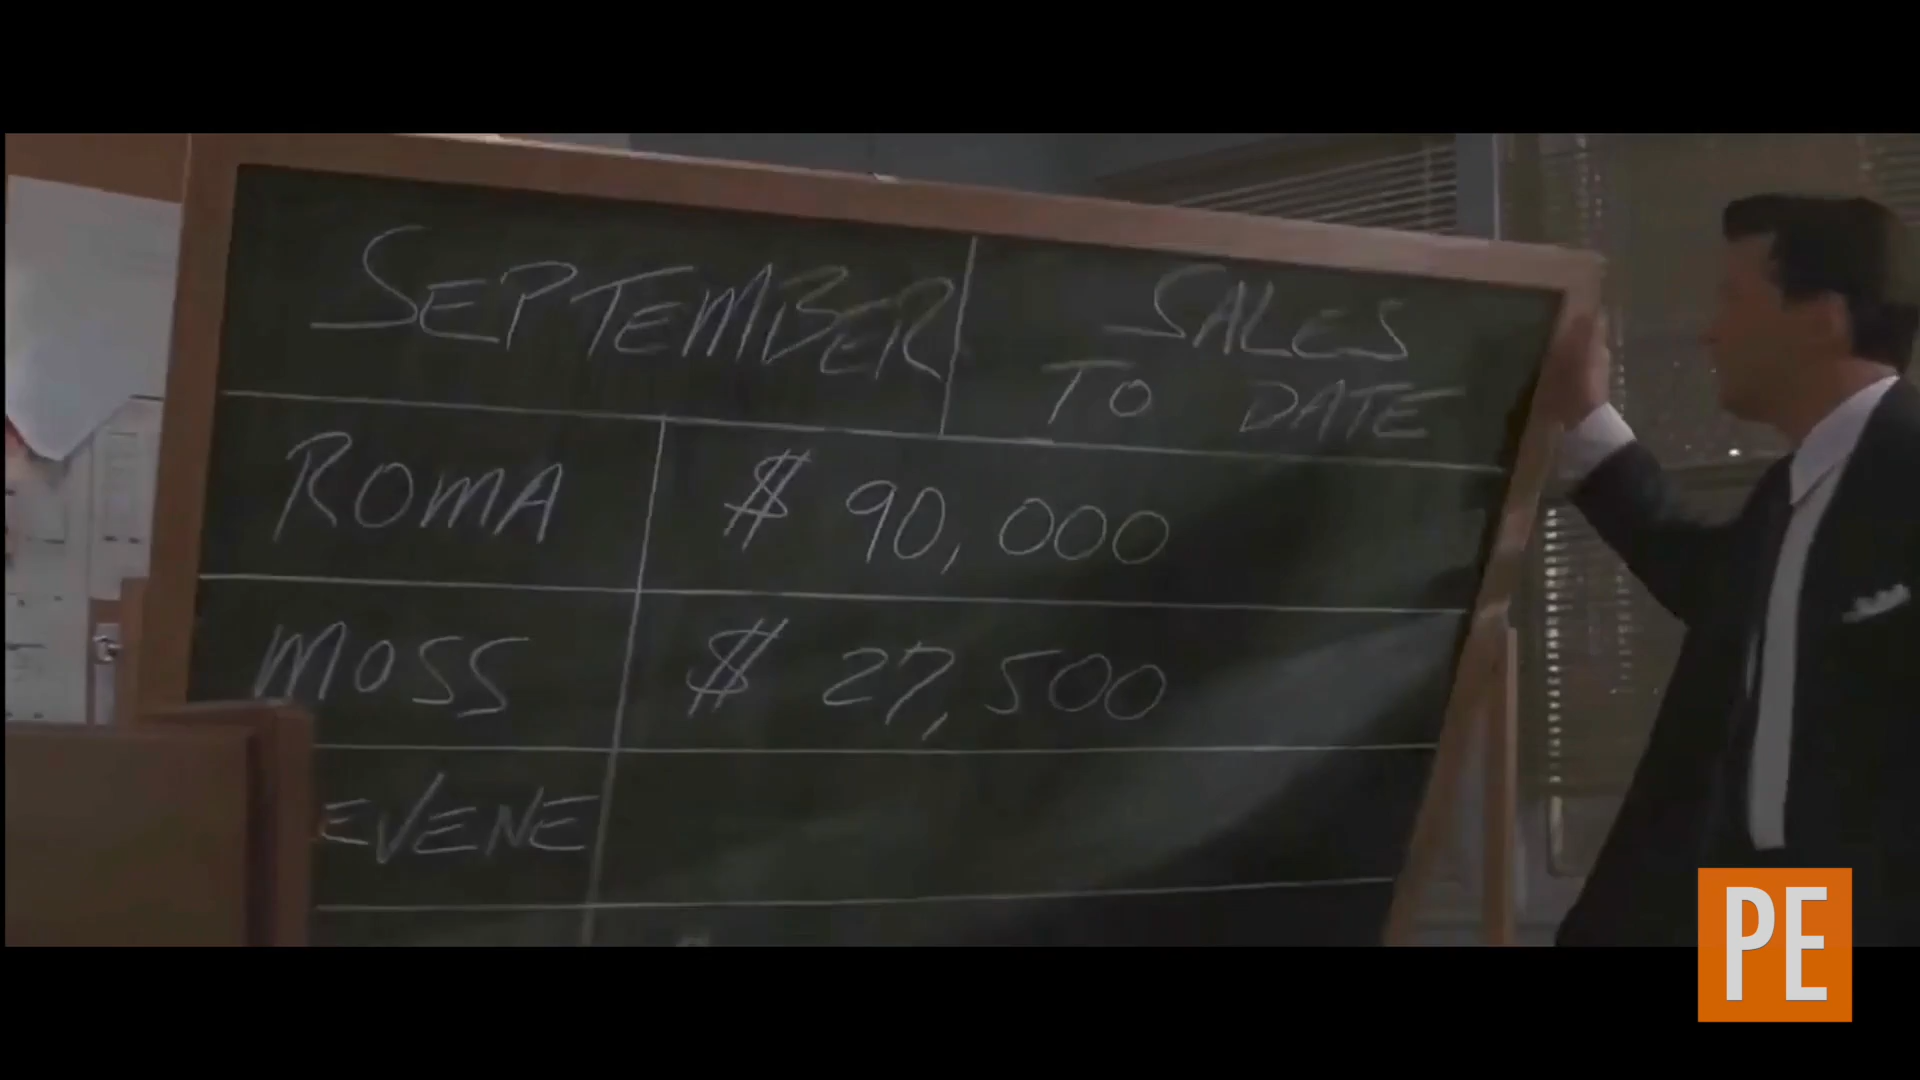 SEPTEMBER
SALES
TO DATE
ROMA $ 90,000
MOSS $ 27,500
EVENE
PE